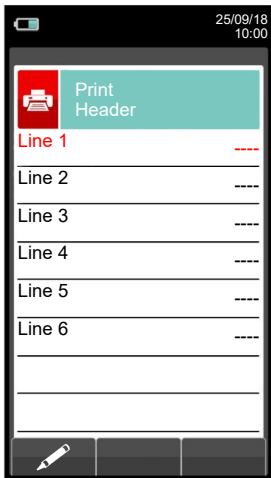 25/09/18
10:00
Print
Header
Line 1 ----
Line 2 ----
Line 3 ----
Line 4 ----
Line 5 ----
Line 6 ----